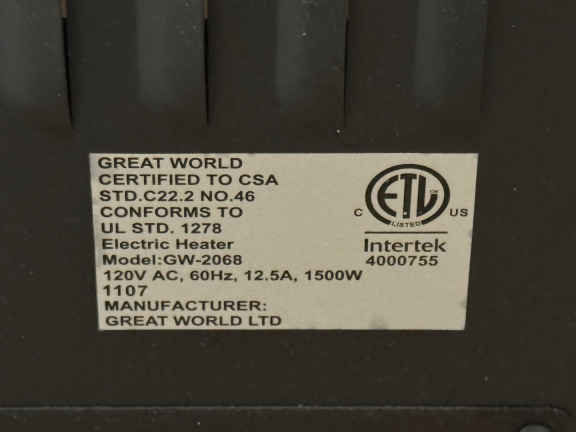 GREAT WORLD
CERTIFIED TO CSA
STD.C22.2 NO.46
CONFORMS TO
UL STD. 1278
Electric Heater
Model:GW-2068
120V AC, 60Hz, 12.5A, 1500W
1107
MANUFACTURER:
GREAT WORLD LTD
ETL
LISTED
C US
Intertek
4000755